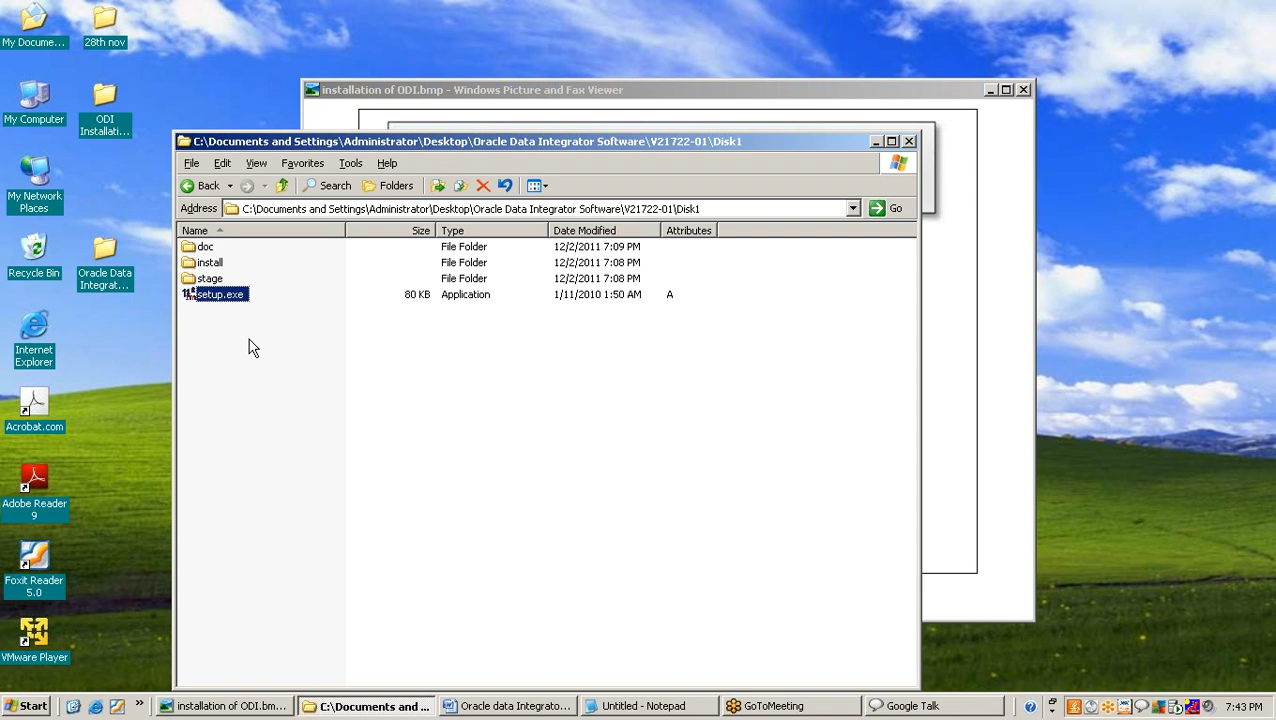 My Docume...
28th nov
My Computer
ODI
Installati...
My Network
Places
Recycle Bin
Oracle Data
Integrat...
Internet
Explorer
Acrobat.com
Adobe Reader
9
Foxit Reader
5.0
VMware Player
installation of ODI.bmp - Windows Picture and Fax Viewer
C:\Documents and Settings\Administrator\Desktop\Oracle Data Integrator Software\V21722-01\Disk1
File Edit View Favorites Tools Help
Back Search Folders
Address C:\Documents and Settings\Administrator\Desktop\Oracle Data Integrator Software\V21722-01\Disk1 Go
Name Size Type Date Modified Attributes
doc File Folder 12/2/2011 7:09 PM
install File Folder 12/2/2011 7:08 PM
stage File Folder 12/2/2011 7:08 PM
setup.exe 80 KB Application 1/11/2010 1:50 AM A
Start installation of ODI.bm... C:\Documents and ... ORacle data Integrato... Untitled - Notepad GoToMeeting Google Talk 7:43 PM